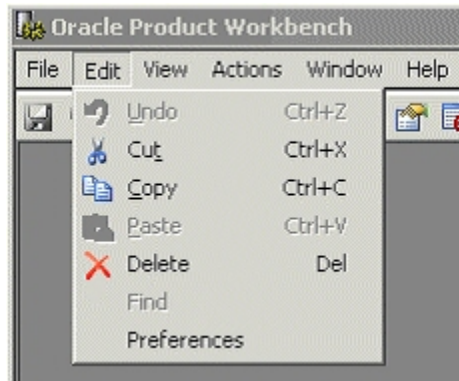 Oracle Product Workbench
File Edit View Actions Window Help
Undo Ctrl+Z
Cut Ctrl+X
Copy Ctrl+C
Paste Ctrl+V
Delete Del
Find
Preferences